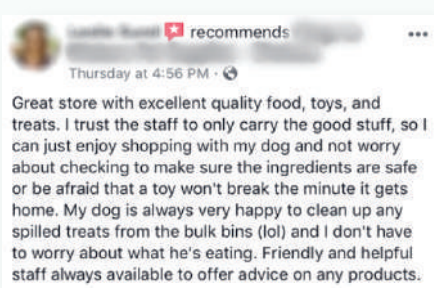 recommends
Thursday at 4:56 PM ·
Great store with excellent quality food, toys, and
treats. I trust the staff to only carry the good stuff, so I
can just enjoy shopping with my dog and not worry
about checking to make sure the ingredients are safe
or be afraid that a toy won't break the minute it gets
home. My dog is always very happy to clean up any
spilled treats from the bulk bins (lol) and I don't have
to worry about what he's eating. Friendly and helpful
staff always available to offer advice on any products.